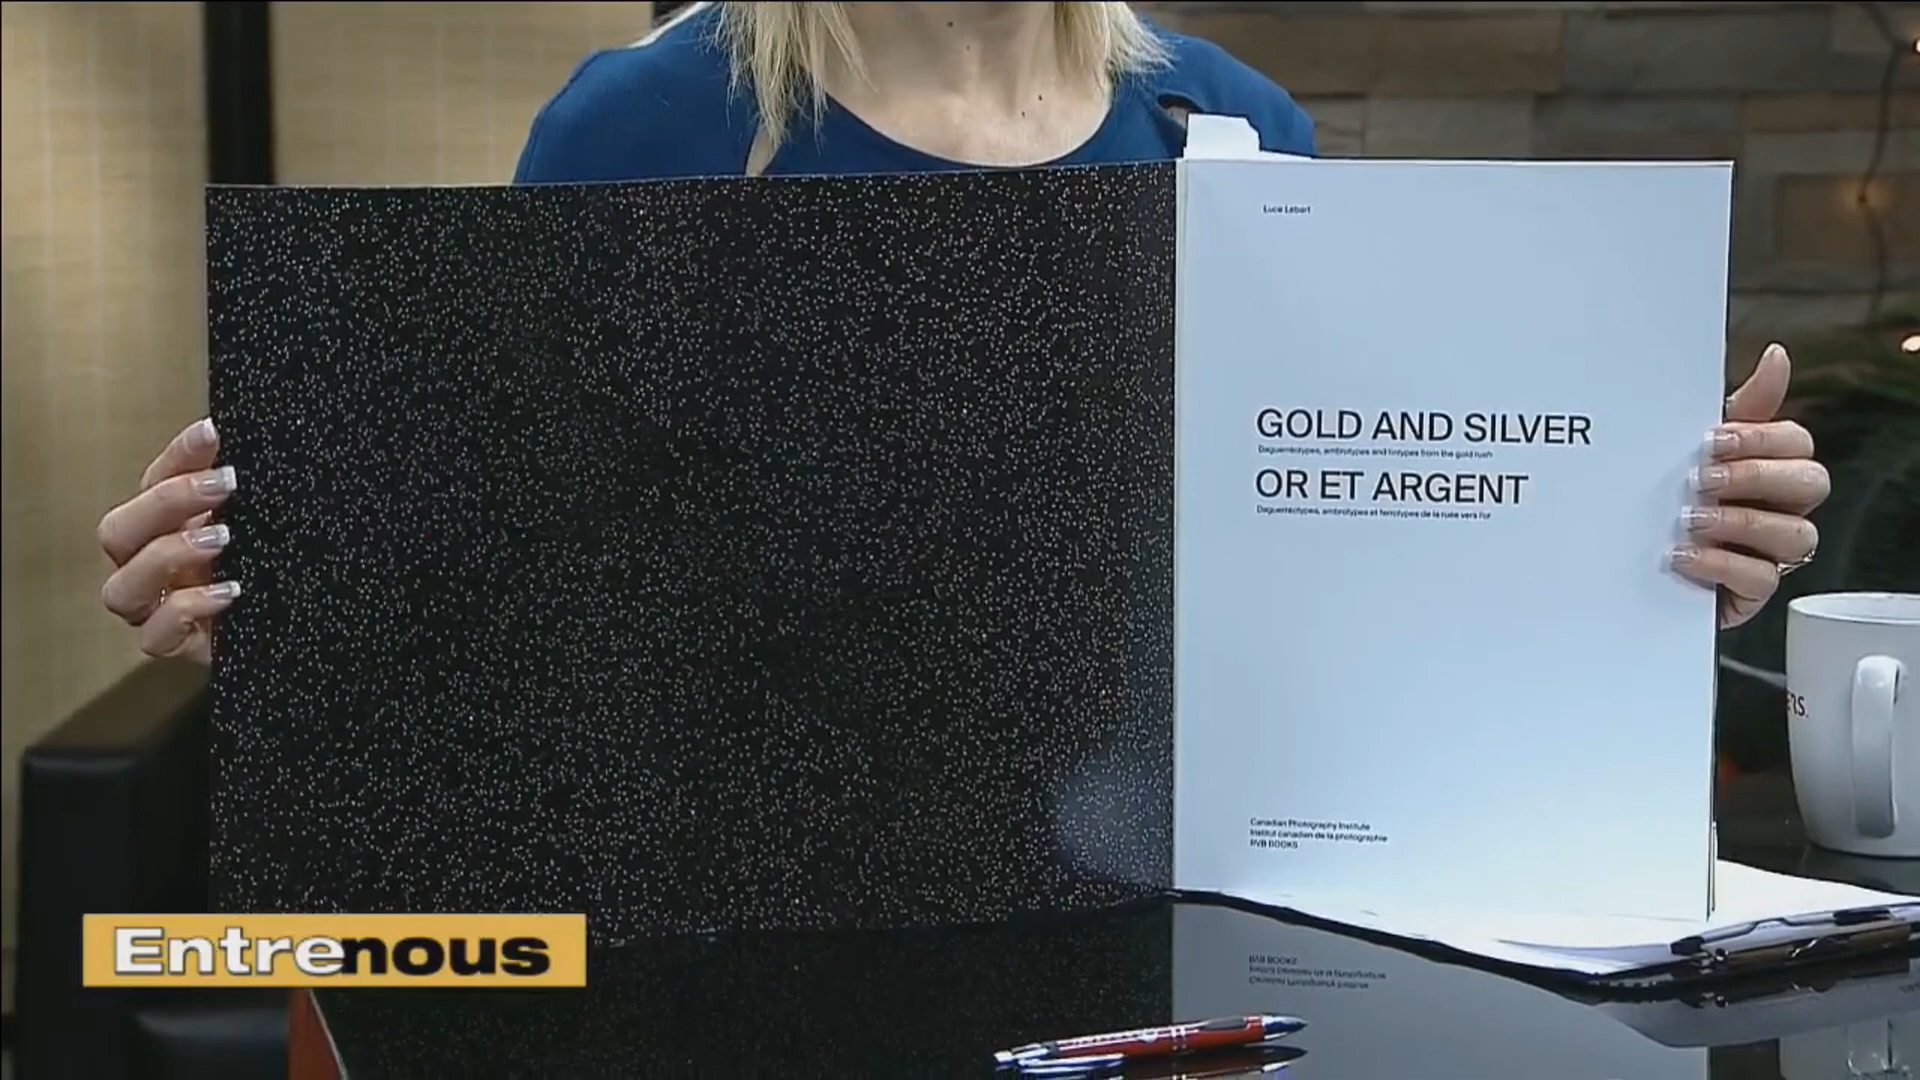 Luce Lebart
GOLD AND SILVER
Daguerreotypes, ambrotypes and tintypes from the gold rush
OR ET ARGENT
Daguerréotypes, ambrotypes et ferrotypes de la ruée vers l'or
Canadian Photography Institute
Institut canadien de la photographie
RVB BOOKS
Entrenous